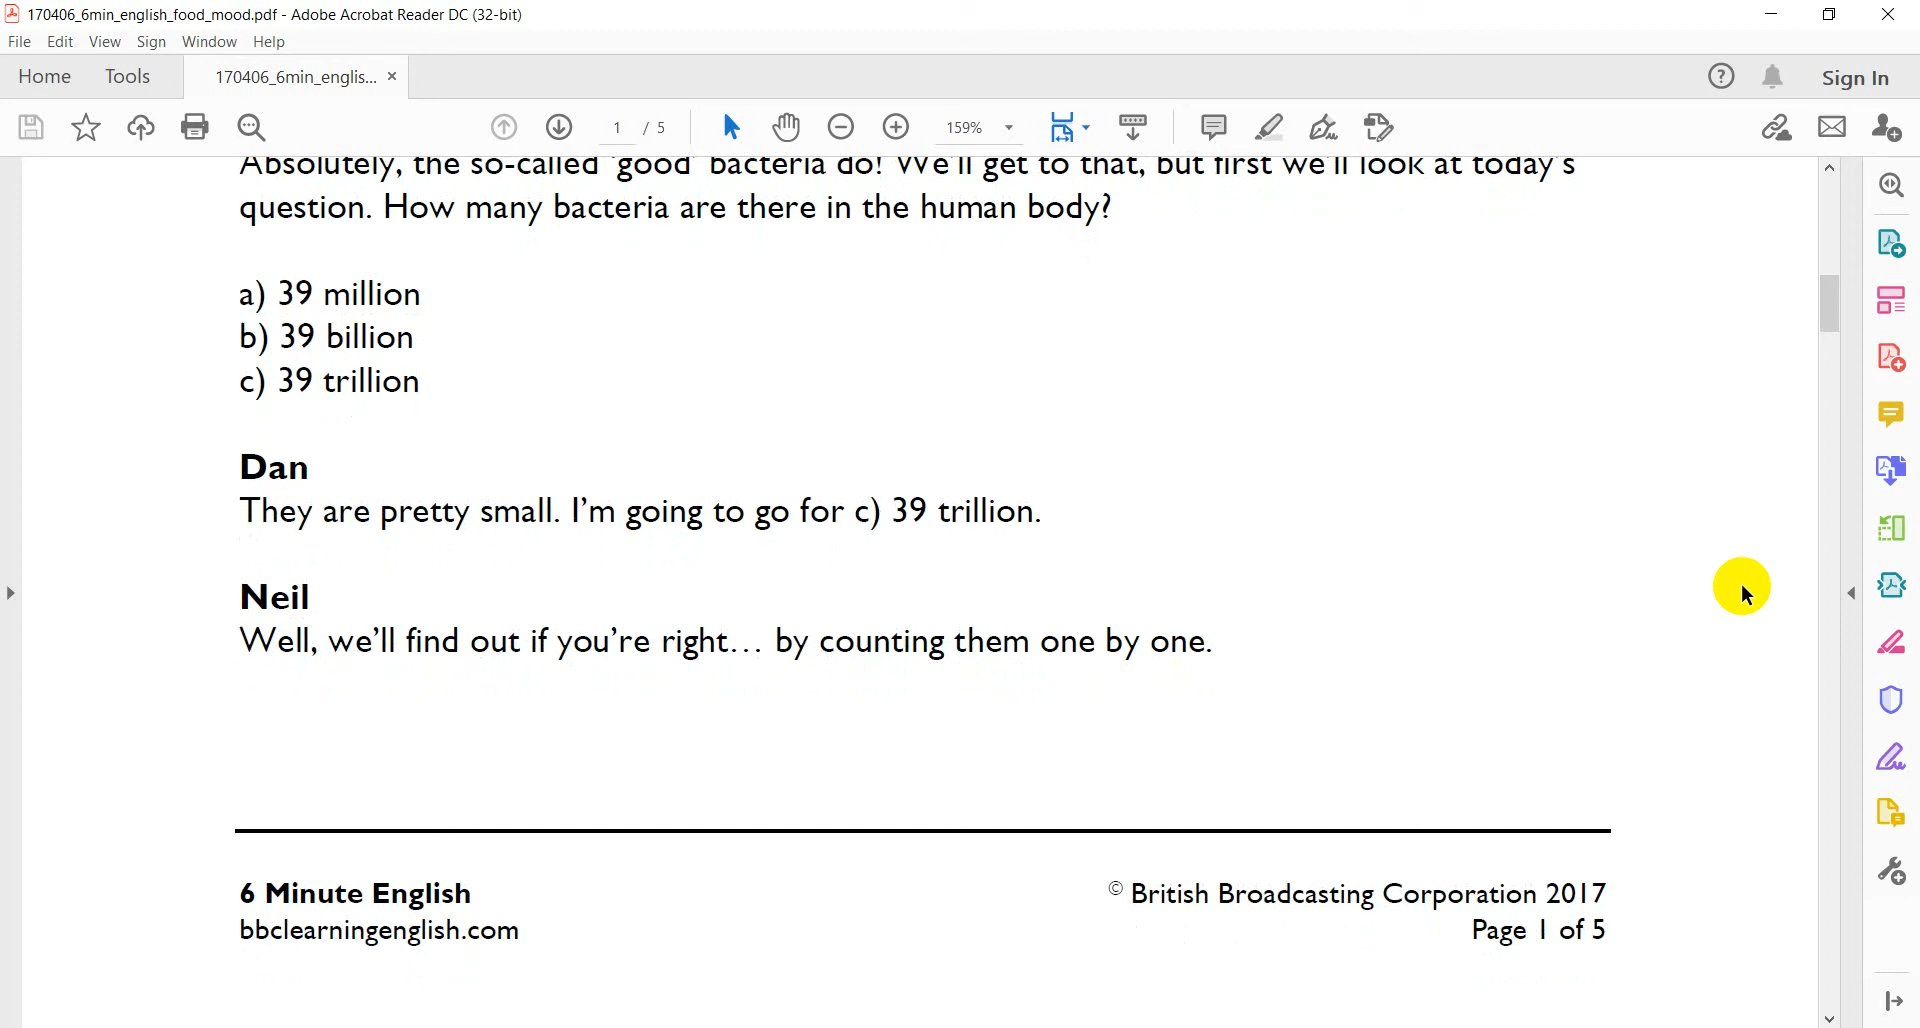 170406_6min_english_food_mood.pdf - Adobe Acrobat Reader DC (32-bit)
File Edit View Sign Window Help
Home Tools 170406_6min_englis... ×
Sign In
1 / 5
159%
Absolutely, the so-called 'good' bacteria do! We'll get to that, but first we'll look at today's
question. How many bacteria are there in the human body?
a) 39 million
b) 39 billion
c) 39 trillion
Dan
They are pretty small. I'm going to go for c) 39 trillion.
Neil
Well, we'll find out if you're right… by counting them one by one.
6 Minute English
© British Broadcasting Corporation 2017
bbclearningenglish.com
Page 1 of 5